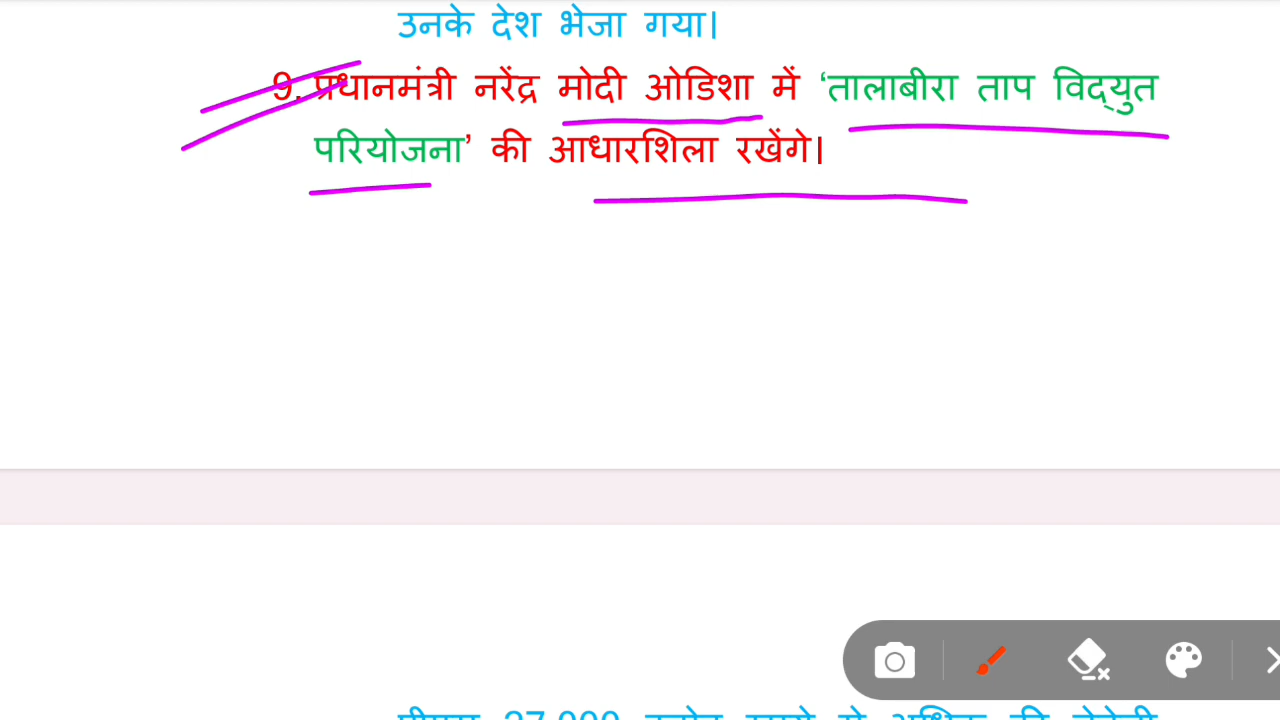 उनके देश भेजा गया।
9. प्रधानमंत्री नरेंद्र मोदी ओडिशा में ‘तालाबीरा ताप विद्युत
परियोजना’ की आधारशिला रखेंगे।